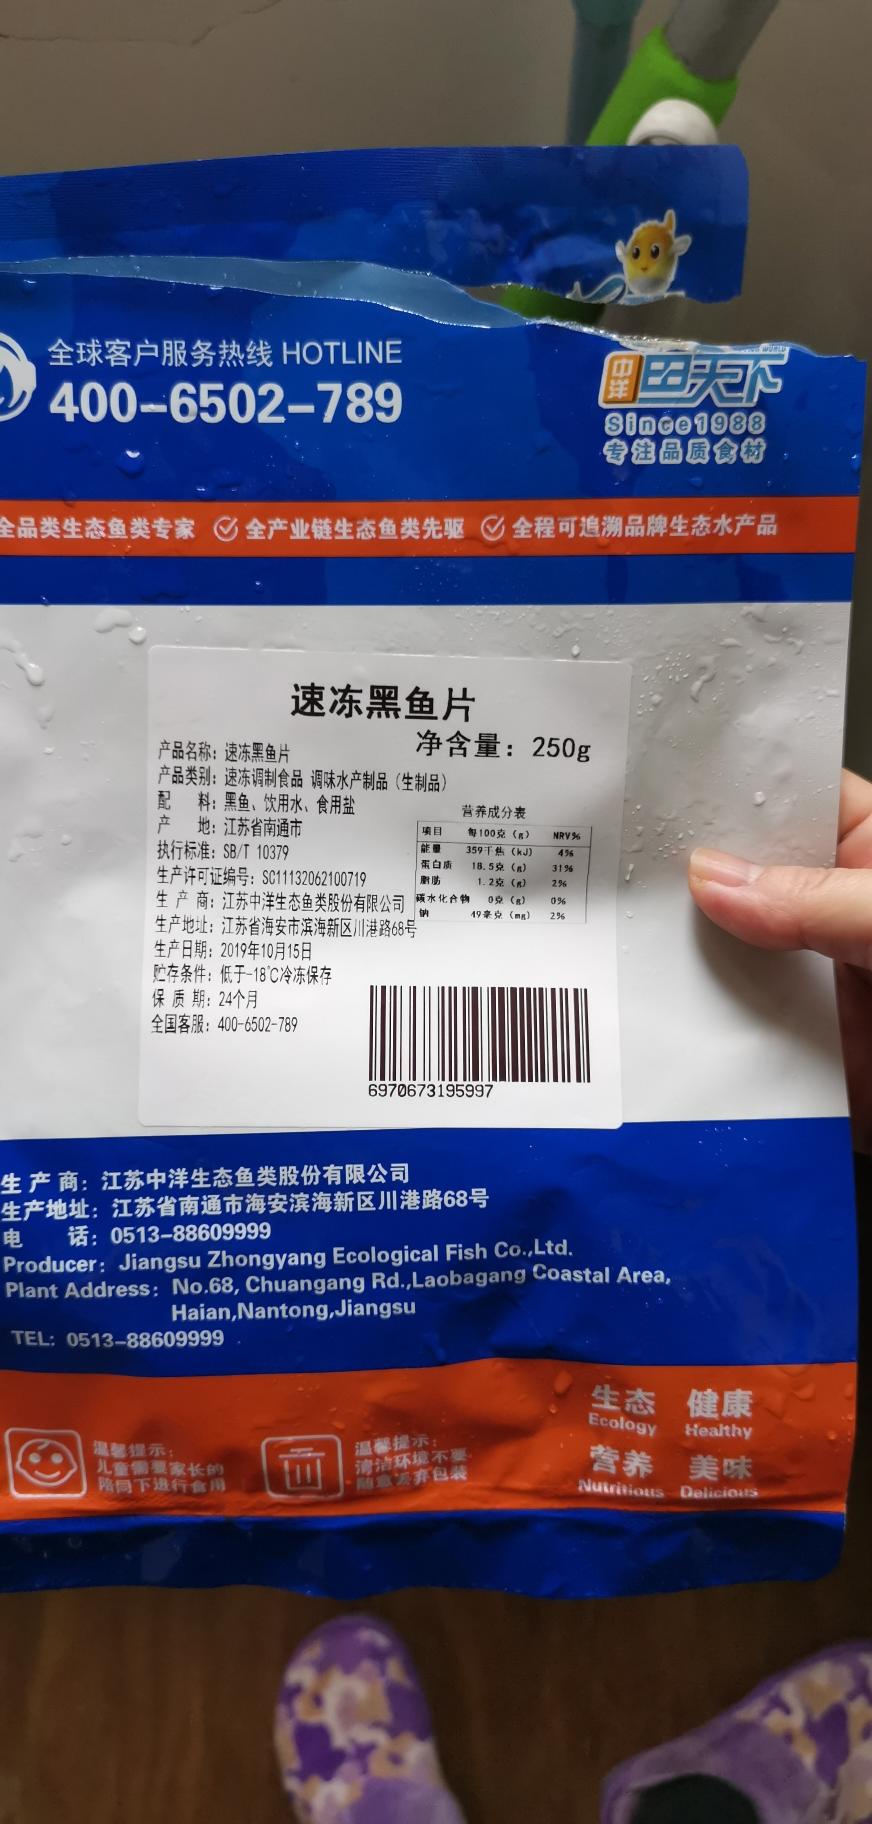 全球客户服务热线 HOTLINE
400-6502-789
中洋
Since1988
专注品质食材
全品类生态鱼类专家 全产业链生态鱼类先驱 全程可追溯品牌生态水产品
速冻黑鱼片
净含量：250g
产品名称：速冻黑鱼片
产品类别：速冻调制食品 调味水产制品（生制品）
配 料：黑鱼、饮用水、食用盐
产 地：江苏省南通市
执行标准：SB/T 10379
生产许可证编号：SC11132062100719
生 产 商：江苏中洋生态鱼类股份有限公司
生产地址：江苏省海安市滨海新区川港路68号
生产日期：2019年10月15日
贮存条件：低于-18℃冷冻保存
保 质 期：24个月
全国客服：400-6502-789
营养成分表
项目 每100克（g） NRV%
能量 359千焦（kJ） 4%
蛋白质 18.5克（g） 31%
脂肪 1.2克（g） 2%
碳水化合物 0克（g） 0%
钠 49毫克（mg） 2%
6970673195997
生 产 商：江苏中洋生态鱼类股份有限公司
生产地址：江苏省南通市海安滨海新区川港路68号
电 话：0513-88609999
Producer：Jiangsu Zhongyang Ecological Fish Co.,Ltd.
Plant Address：No.68, Chuangang Rd.,Laobagang Coastal Area,
Haian,Nantong,Jiangsu
TEL: 0513-88609999
温馨提示：
儿童需要家长的
陪同下进行食用
温馨提示：
清洁环境不要
随意丢弃包装
生态 健康
Ecology Healthy
营养 美味
Nutritious Delicious